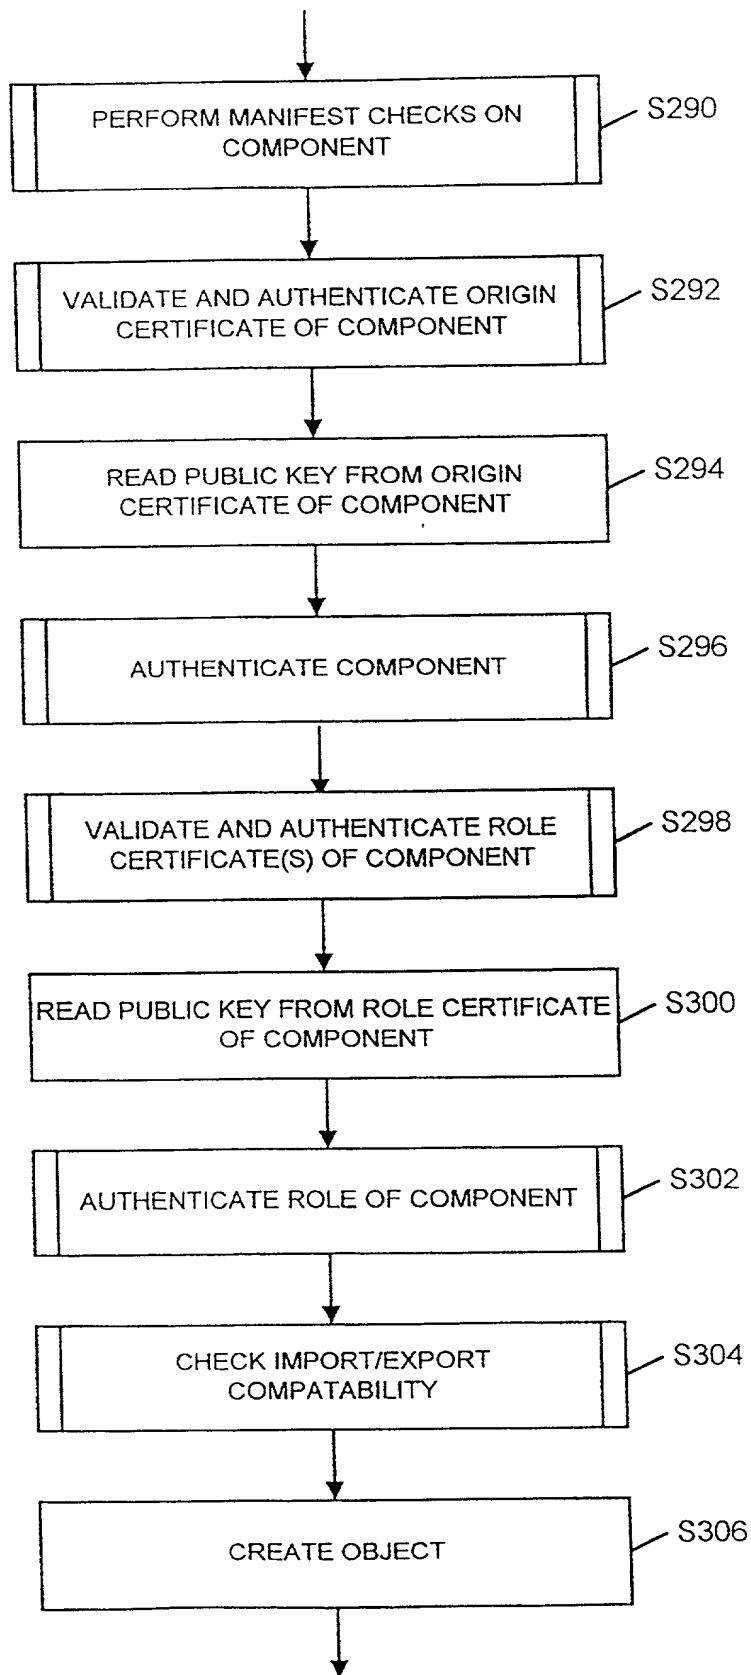 PERFORM MANIFEST CHECKS ON
COMPONENT
S290
VALIDATE AND AUTHENTICATE ORIGIN
CERTIFICATE OF COMPONENT
S292
READ PUBLIC KEY FROM ORIGIN
CERTIFICATE OF COMPONENT
S294
AUTHENTICATE COMPONENT
S296
VALIDATE AND AUTHENTICATE ROLE
CERTIFICATE(S) OF COMPONENT
S298
READ PUBLIC KEY FROM ROLE CERTIFICATE
OF COMPONENT
S300
AUTHENTICATE ROLE OF COMPONENT
S302
CHECK IMPORT/EXPORT
COMPATABILITY
S304
CREATE OBJECT
S306